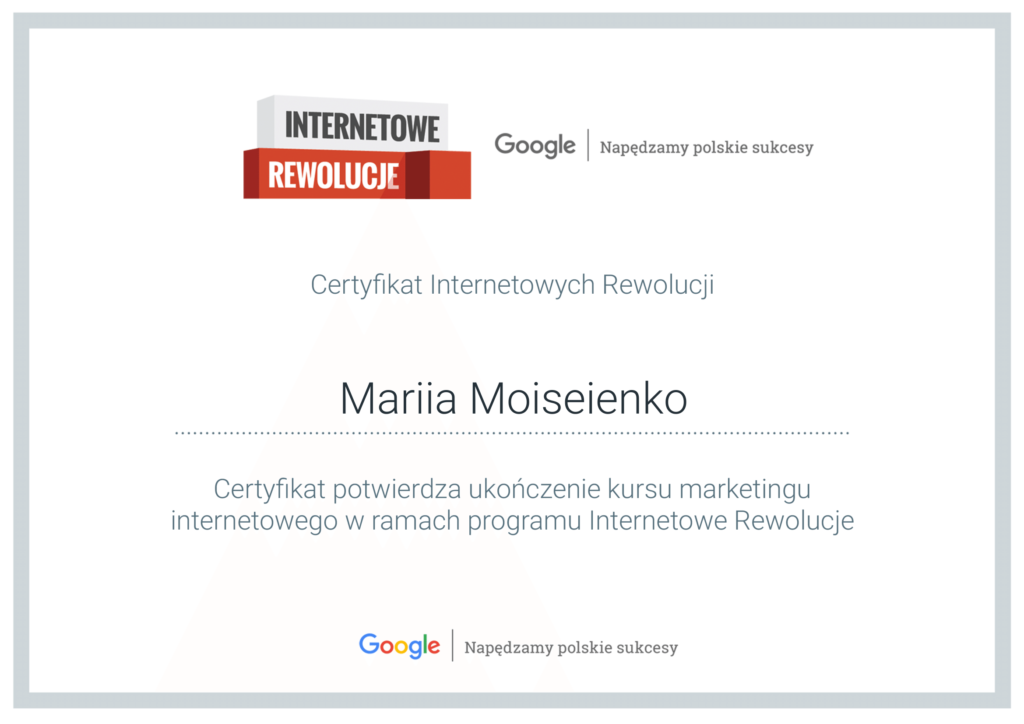 INTERNETOWE
REWOLUCJE
Google | Napędzamy polskie sukcesy
Certyfikat Internetowych Rewolucji
Mariia Moiseienko
Certyfikat potwierdza ukończenie kursu marketingu
internetowego w ramach programu Internetowe Rewolucje
Google | Napędzamy polskie sukcesy